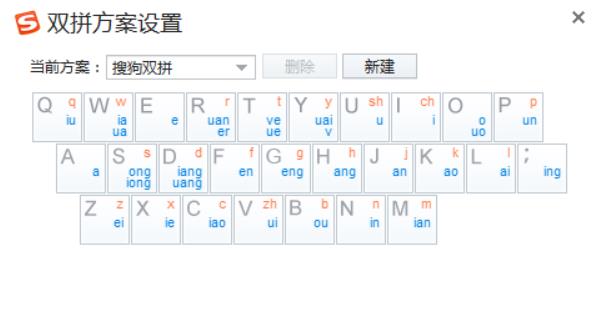 S 双拼方案设置 ×
当前方案： 搜狗双拼 删除 新建
Q q W w E R r T t Y y U sh I ch O P p
iu ia ua e uan er ve ue uai v u i o uo un
A S s D d F f G g H h J j K k L l ;
a ong iong iang uang en eng ang an ao ai ing
Z z X x C c V zh B b N n M m
ei ie iao ui ou in ian